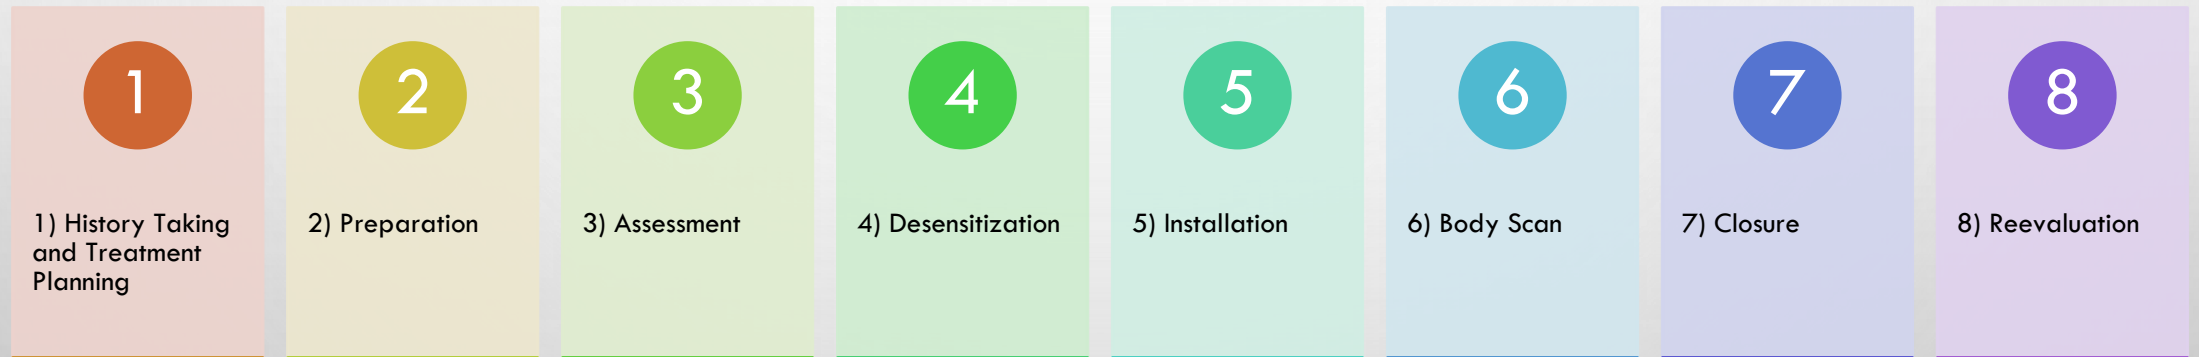 1
2
3
4
5
6
7
8
1) History Taking
and Treatment
Planning
2) Preparation
3) Assessment
4) Desensitization
5) Installation
6) Body Scan
7) Closure
8) Reevaluation